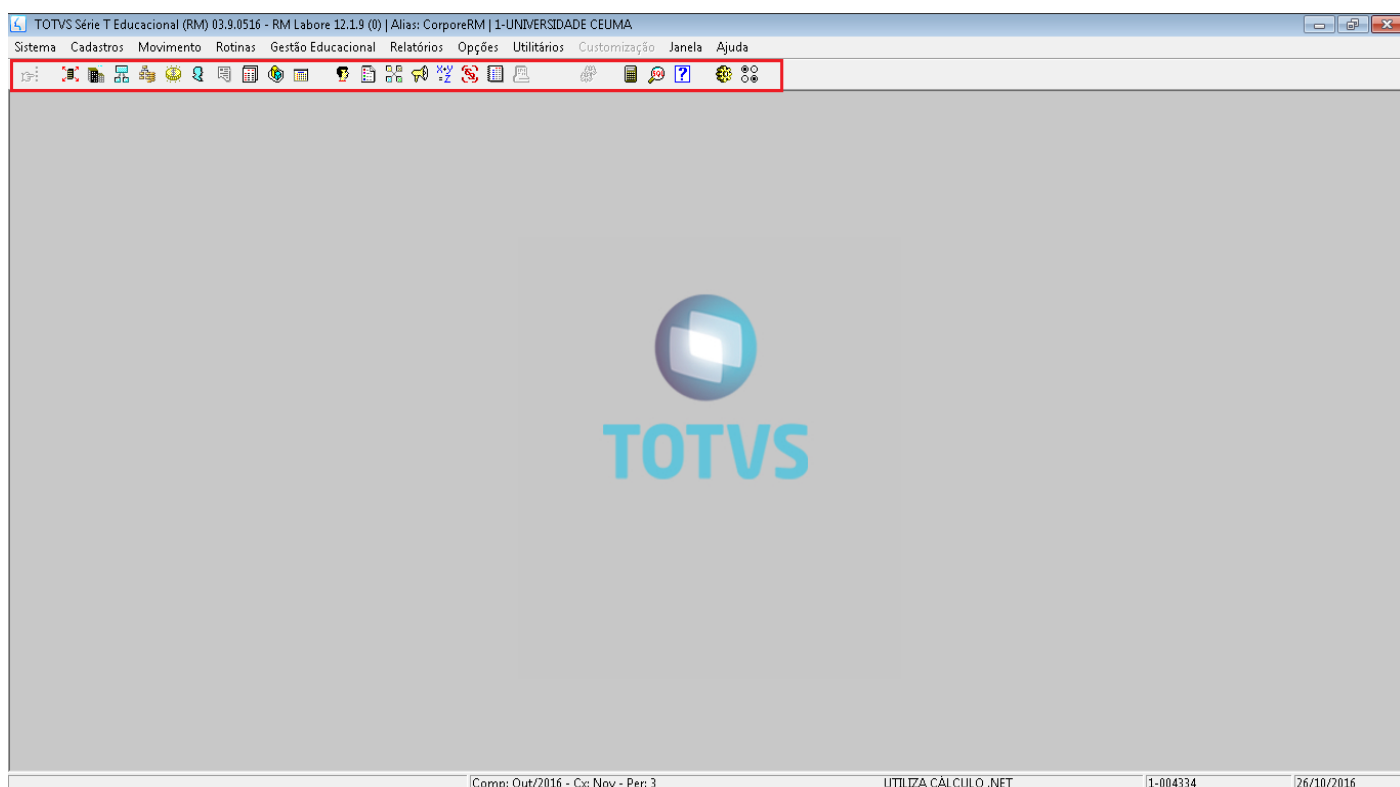 TOTVS Série T Educacional (RM) 03.9.0516 - RM Labore 12.1.9 (0) | Alias: CorporeRM | 1-UNIVERSIDADE CEUMA
Sistema Cadastros Movimento Rotinas Gestão Educacional Relatórios Opções Utilitários Customização Janela Ajuda
TOTVS
Comp: Out/2016 - Cx: Nov - Per: 3 UTILIZA CÁLCULO .NET 1-004334 26/10/2016